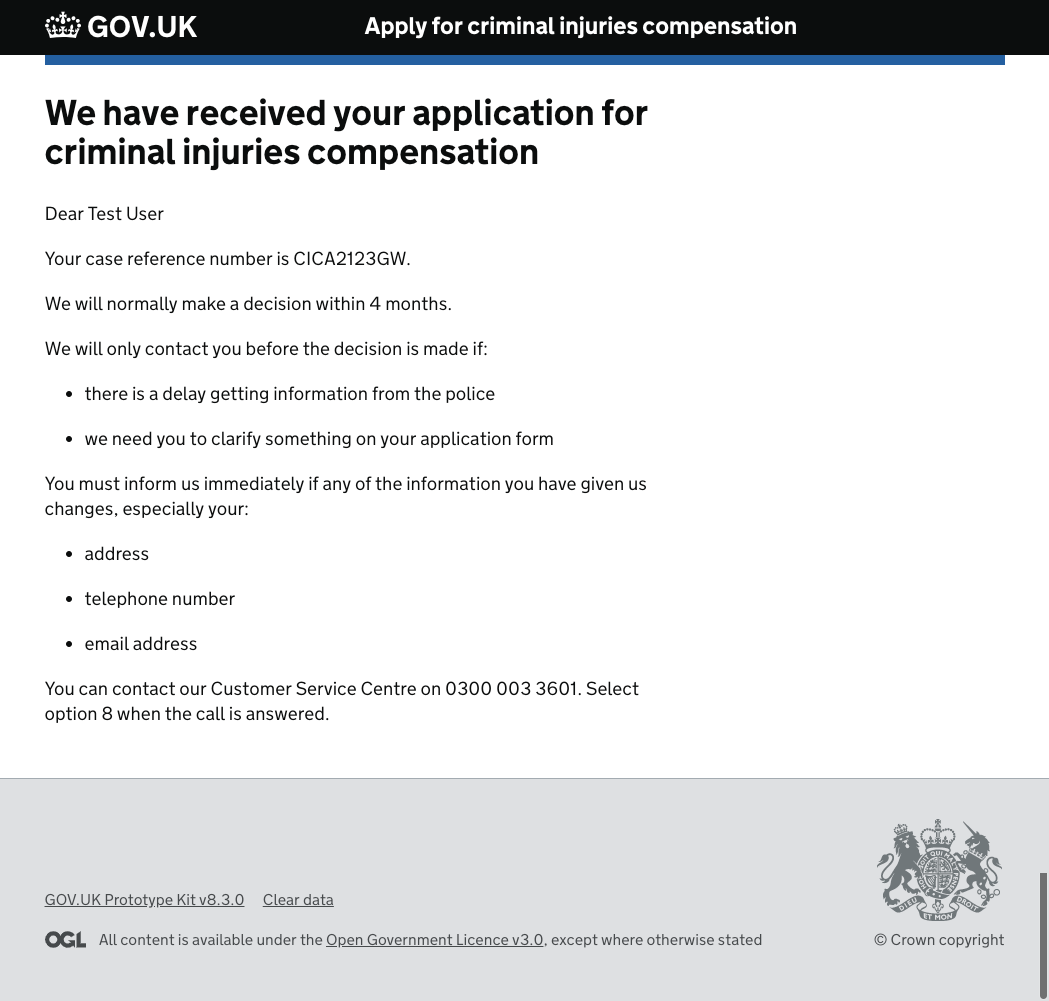 GOV.UK
Apply for criminal injuries compensation
We have received your application for
criminal injuries compensation
Dear Test User
Your case reference number is CICA2123GW.
We will normally make a decision within 4 months.
We will only contact you before the decision is made if:
• there is a delay getting information from the police
• we need you to clarify something on your application form
You must inform us immediately if any of the information you have given us
changes, especially your:
• address
• telephone number
• email address
You can contact our Customer Service Centre on 0300 003 3601. Select
option 8 when the call is answered.
GOV.UK Prototype Kit v8.3.0 Clear data
OGL All content is available under the Open Government Licence v3.0, except where otherwise stated
DIEU ET MON DROIT
© Crown copyright